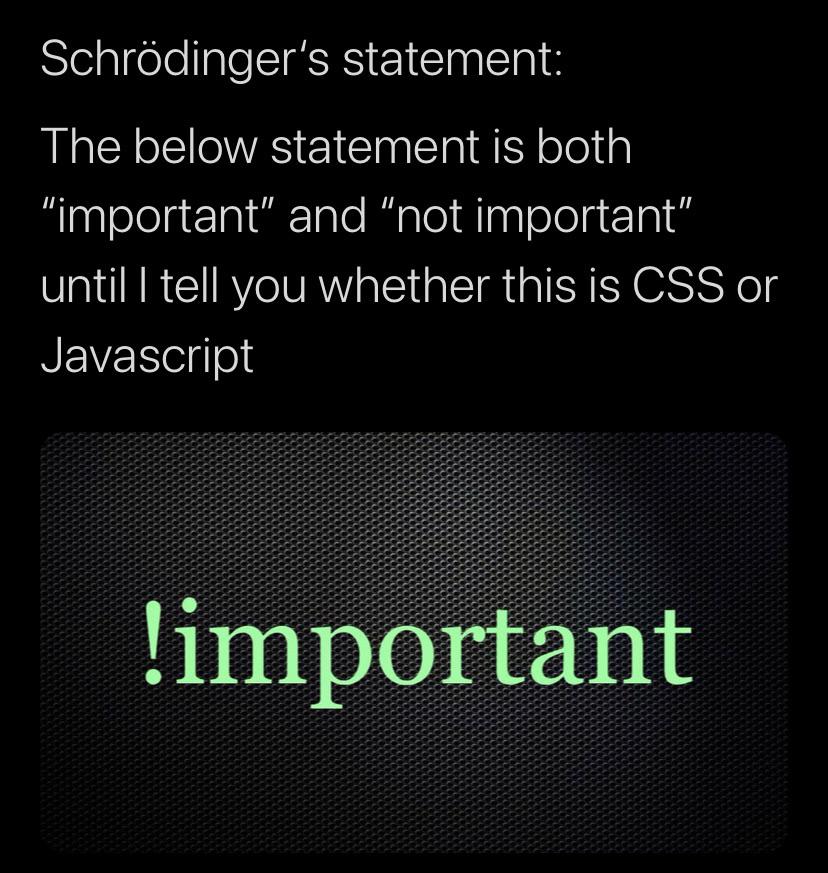 Schrödinger‘s statement:
The below statement is both
“important” and “not important”
until I tell you whether this is CSS or
Javascript
!important